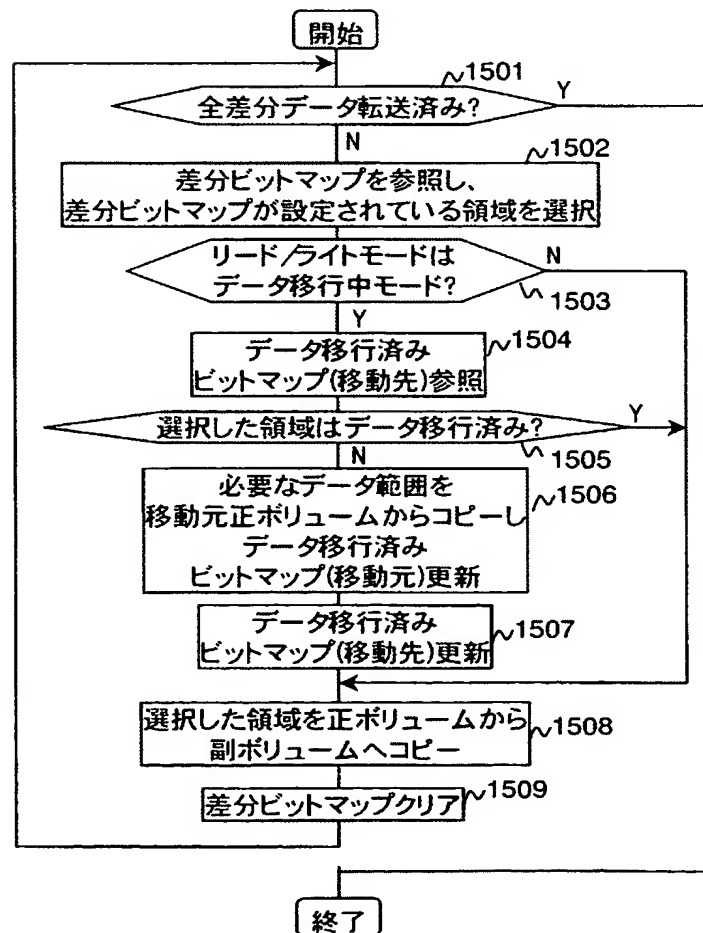 開始
1501
全差分データ転送済み?
Y
N
1502
差分ビットマップを参照し、
差分ビットマップが設定されている領域を選択
リード/ライトモードは
データ移行中モード?
N
1503
Y
1504
データ移行済み
ビットマップ(移動先)参照
選択した領域はデータ移行済み?
Y
1505
N
必要なデータ範囲を
移動元正ボリュームからコピーし
データ移行済み
ビットマップ(移動元)更新
1506
データ移行済み
ビットマップ(移動先)更新
1507
選択した領域を正ボリュームから
副ボリュームへコピー
1508
1509
差分ビットマップクリア
終了